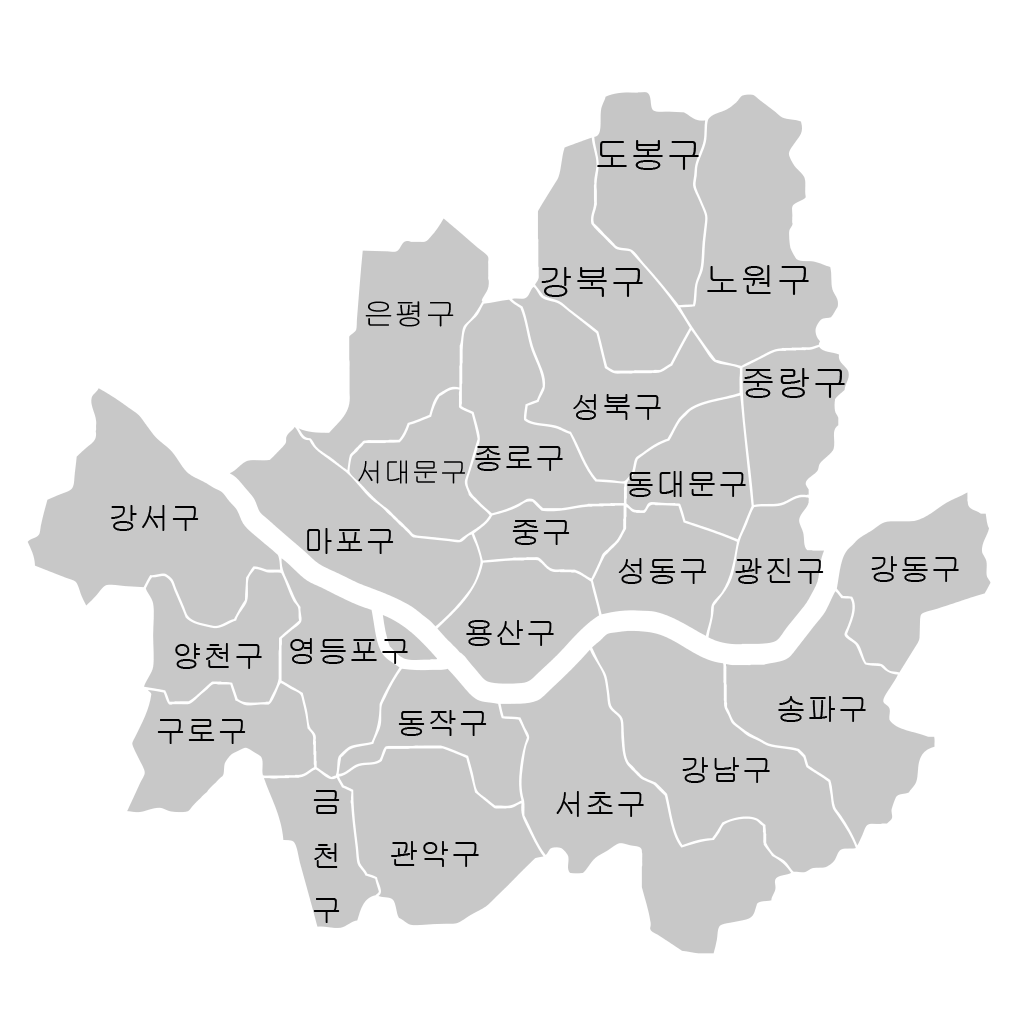 도봉구
강북구
노원구
은평구
중랑구
성북구
종로구
서대문구
동대문구
강서구
중구
마포구
성동구
광진구
강동구
용산구
영등포구
양천구
송파구
동작구
구로구
강남구
서초구
금
천
구
관악구